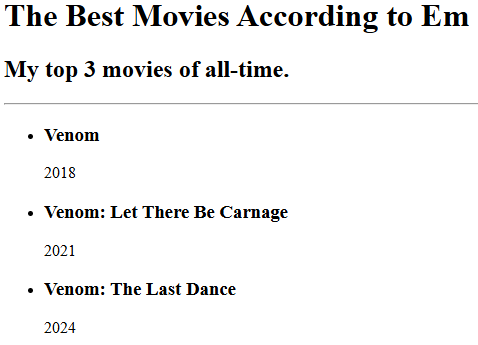 The Best Movies According to Em
My top 3 movies of all-time.
Venom
2018
Venom: Let There Be Carnage
2021
Venom: The Last Dance
2024